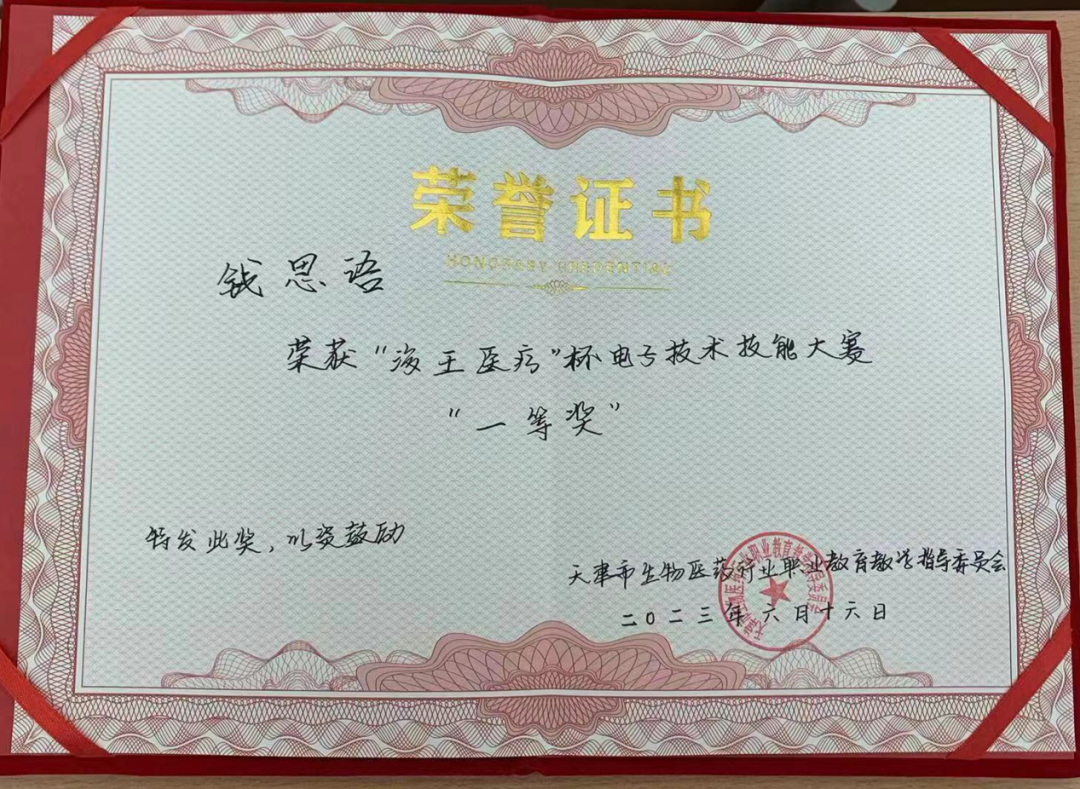 荣誉证书
HONORARY CREDENTIAL
钱思语
荣获“海王医疗”杯电子技术技能大赛
“一等奖”
特发此奖，以资鼓励
天津市生物医药行业职业教育教学指导委员会
二〇二三年六月十六日